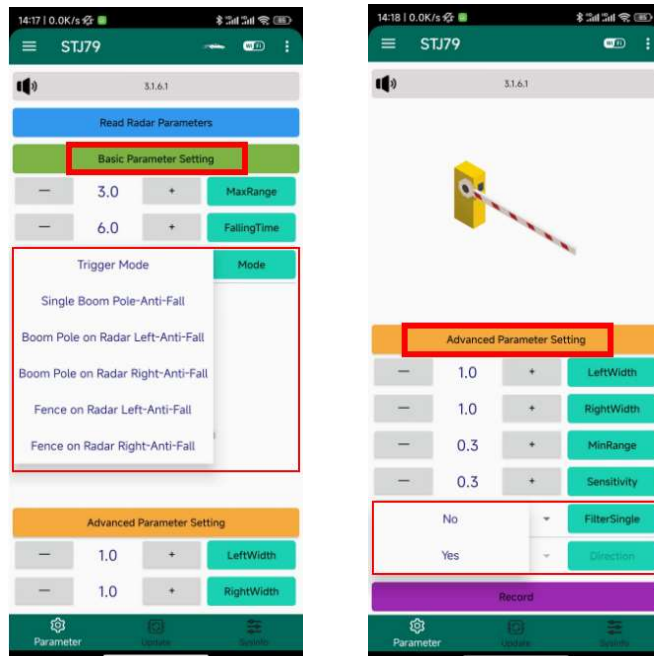 14:17 | 0.0K/s
STJ79
3.1.6.1
Read Radar Parameters
Basic Parameter Setting
— 3.0 + MaxRange
— 6.0 + FallingTime
Trigger Mode Mode
Single Boom Pole-Anti-Fall
Boom Pole on Radar Left-Anti-Fall
Boom Pole on Radar Right-Anti-Fall
Fence on Radar Left-Anti-Fall
Fence on Radar Right-Anti-Fall
Advanced Parameter Setting
— 1.0 + LeftWidth
— 1.0 + RightWidth
Parameter Update SysInfo
14:18 | 0.0K/s
STJ79
3.1.6.1
Advanced Parameter Setting
— 1.0 + LeftWidth
— 1.0 + RightWidth
— 0.3 + MinRange
— 0.3 + Sensitivity
No FilterSingle
Yes Direction
Record
Parameter Update SysInfo